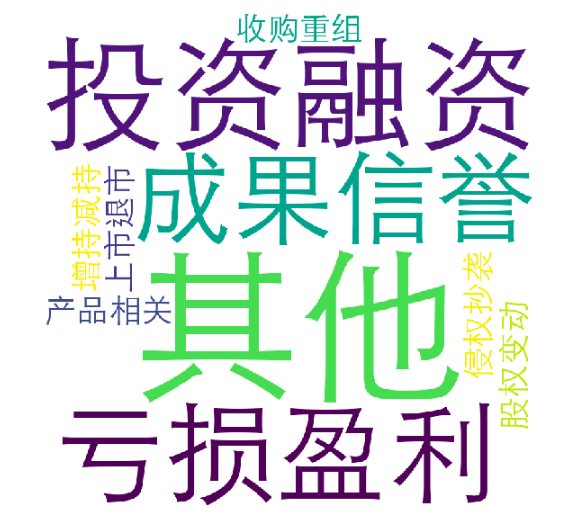 收购重组
投资融资
成果信誉
增持减持
上市退市
其他
产品相关
侵权抄袭
股权变动
亏损盈利